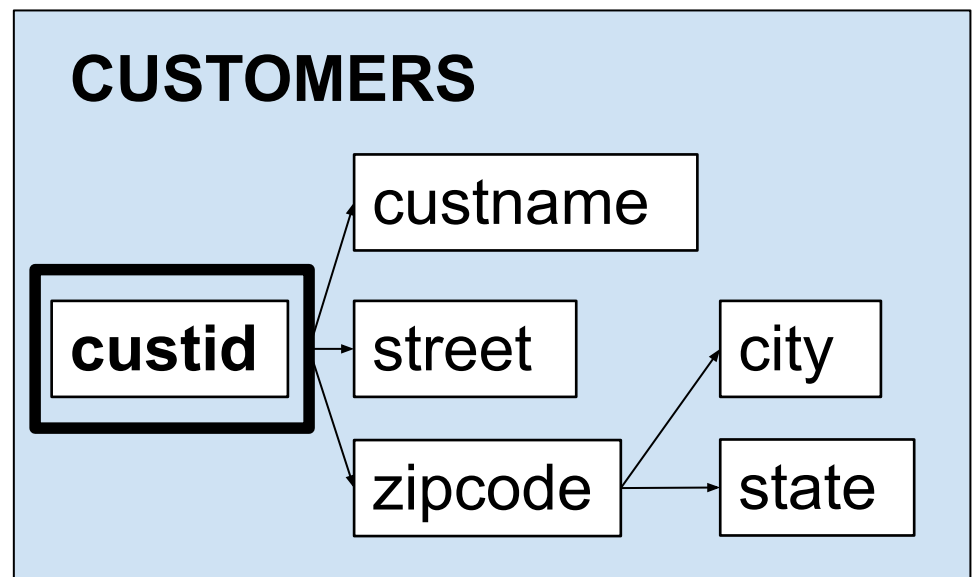 CUSTOMERS
custname
custid
street
city
zipcode
state